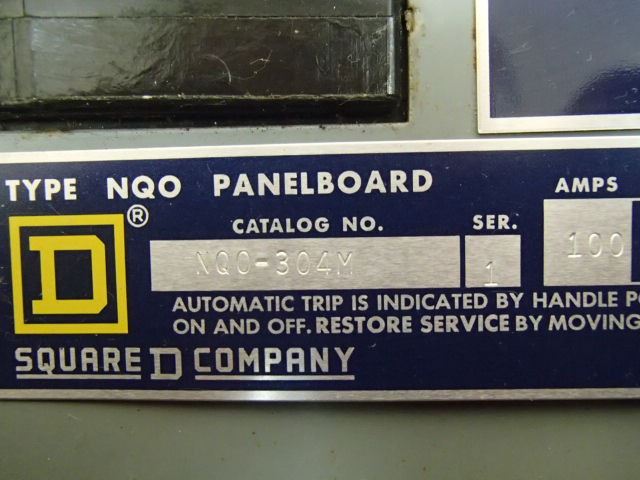 TYPE NQO PANELBOARD
CATALOG NO. SER. AMPS
NQO-304M 1 100
D ®
AUTOMATIC TRIP IS INDICATED BY HANDLE
ON AND OFF. RESTORE SERVICE BY MOVING
SQUARE D COMPANY